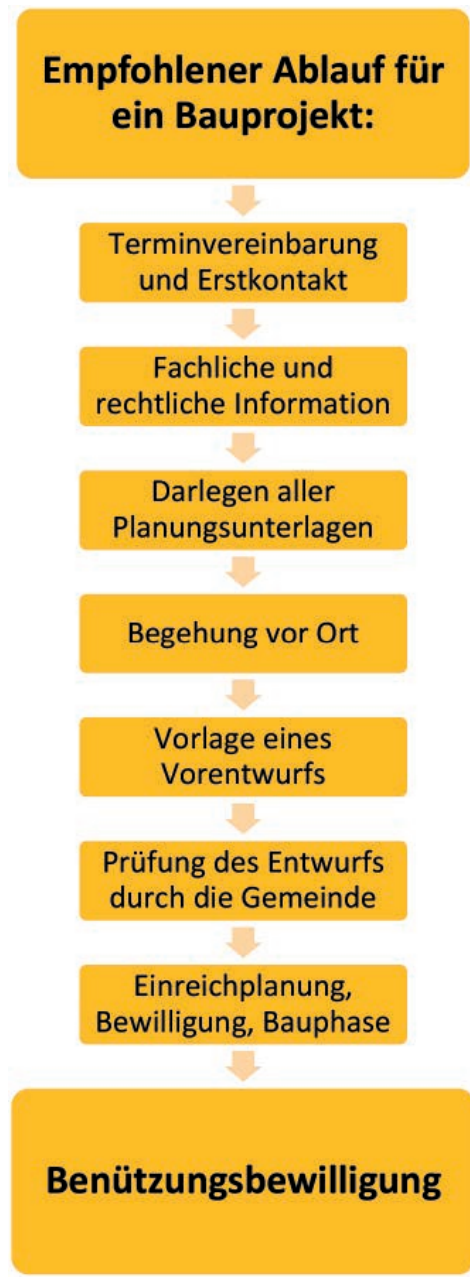 Empfohlener Ablauf für
ein Bauprojekt:
Terminvereinbarung
und Erstkontakt
Fachliche und
rechtliche Information
Darlegen aller
Planungsunterlagen
Begehung vor Ort
Vorlage eines
Vorentwurfs
Prüfung des Entwurfs
durch die Gemeinde
Einreichplanung,
Bewilligung, Bauphase
Benützungsbewilligung